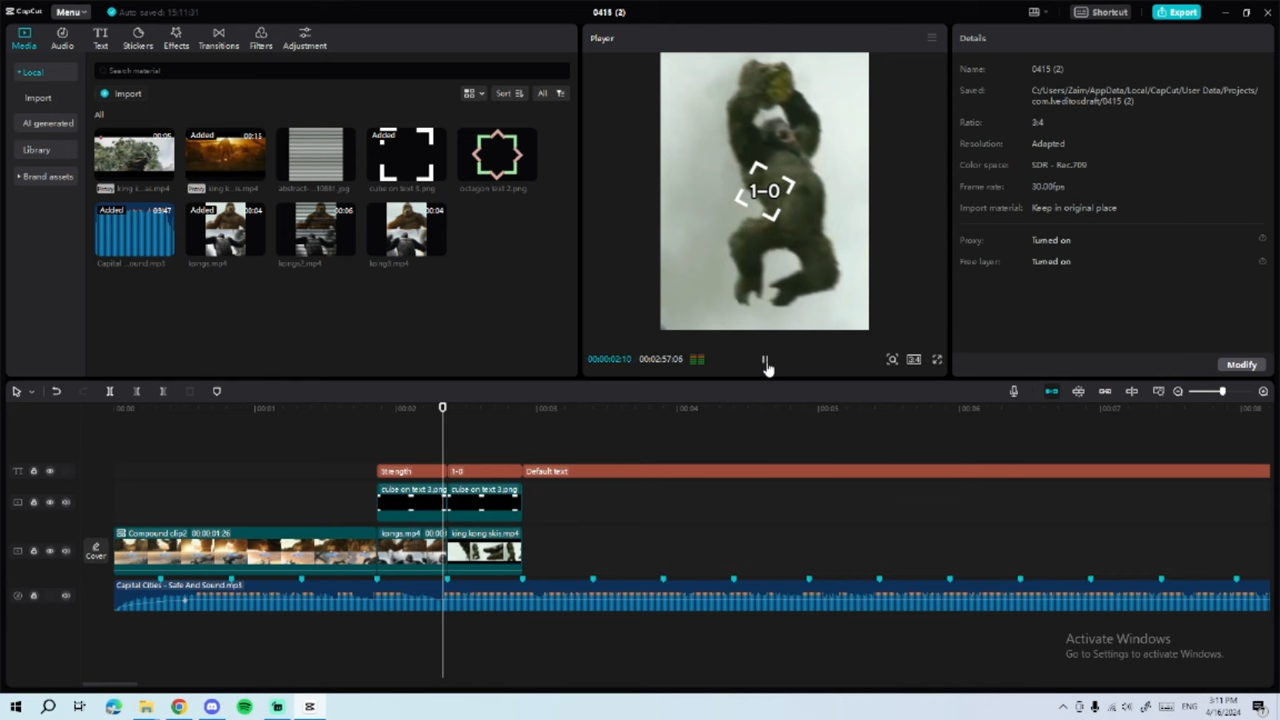 CapCut Menu Auto saved: 15:11:01 0415 (2) Shortcut Export
Media Audio Text Stickers Effects Transitions Filters Adjustment
Local
Import
AI generated
Library
Brand assets
Search material
Import Sort All
All
00:05 Added 00:15 Added
king k...as.mp4 king k...s.mp4 abstract-...10881.jpg cube on text 3.png octagon text 2.png
Added 03:47 Added 00:04 00:06 00:04
Capital ...ound.mp3 kongs.mp4 kongs2.mp4 kong3.mp4
Player
1-0
00:00:02:10 00:02:57:06 3:4
Details
Name: 0415 (2)
Saved: C:/Users/Zaim/AppData/Local/CapCut/User Data/Projects/
com.lveditor.draft/0415 (2)
Ratio: 3:4
Resolution: Adapted
Color space: SDR - Rec.709
Frame rate: 30.00fps
Import material: Keep in original place
Proxy: Turned on
Free layer: Turned on
Modify
00:00 00:01 00:02 00:03 00:04 00:05 00:06 00:07 00:08
Strength 1-0 Default text
cube on text 3.png cube on text 3.png
Cover
Compound clip2 00:00:01:26 kongs.mp4 king kong skis.mp4
Capital Cities - Safe And Sound.mp3
Activate Windows
Go to Settings to activate Windows.
ENG 3:11 PM
4/16/2024